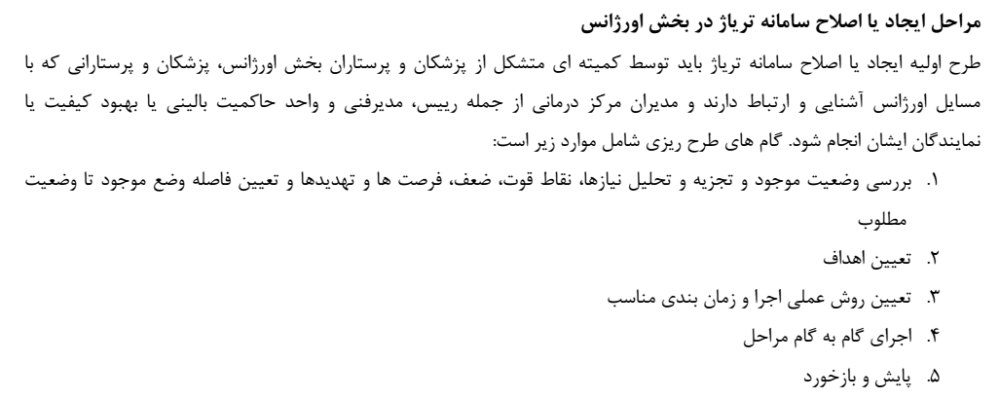 مراحل ایجاد یا اصلاح سامانه تریاژ در بخش اورژانس
طرح اولیه ایجاد یا اصلاح سامانه تریاژ باید توسط کمیته ای متشکل از پزشکان و پرستاران بخش اورژانس، پزشکان و پرستارانی که با
مسایل اورژانس آشنایی و ارتباط دارند و مدیران مرکز درمانی از جمله رییس، مدیرفنی و واحد حاکمیت بالینی یا بهبود کیفیت یا
نمایندگان ایشان انجام شود. گام های طرح ریزی شامل موارد زیر است:
۱. بررسی وضعیت موجود و تجزیه و تحلیل نیازها، نقاط قوت، ضعف، فرصت ها و تهدیدها و تعیین فاصله وضع موجود تا وضعیت
مطلوب
۲. تعیین اهداف
۳. تعیین روش عملی اجرا و زمان بندی مناسب
۴. اجرای گام به گام مراحل
۵. پایش و بازخورد